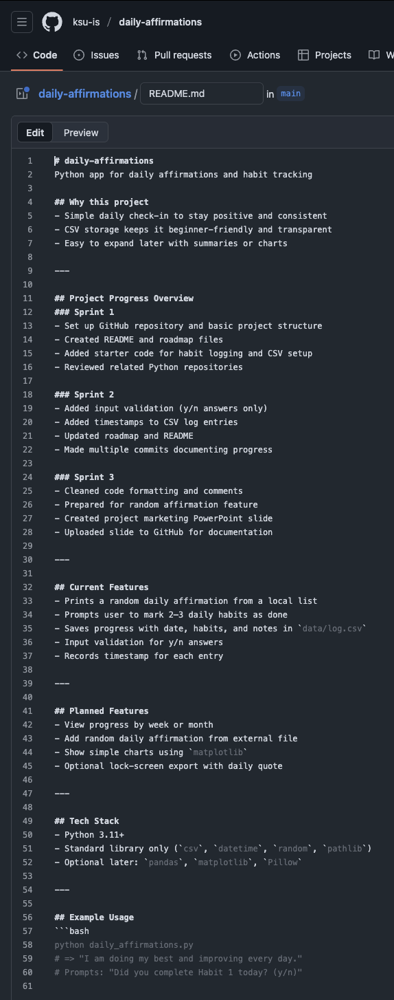 ksu-is / daily-affirmations
<> Code Issues Pull requests Actions Projects W
daily-affirmations / README.md in main
Edit Preview
1 # daily-affirmations
2 Python app for daily affirmations and habit tracking
3
4 ## Why this project
5 - Simple daily check-in to stay positive and consistent
6 - CSV storage keeps it beginner-friendly and transparent
7 - Easy to expand later with summaries or charts
8
9 ---
10
11 ## Project Progress Overview
12 ### Sprint 1
13 - Set up GitHub repository and basic project structure
14 - Created README and roadmap files
15 - Added starter code for habit logging and CSV setup
16 - Reviewed related Python repositories
17
18 ### Sprint 2
19 - Added input validation (y/n answers only)
20 - Added timestamps to CSV log entries
21 - Updated roadmap and README
22 - Made multiple commits documenting progress
23
24 ### Sprint 3
25 - Cleaned code formatting and comments
26 - Prepared for random affirmation feature
27 - Created project marketing PowerPoint slide
28 - Uploaded slide to GitHub for documentation
29
30 ---
31
32 ## Current Features
33 - Prints a random daily affirmation from a local list
34 - Prompts user to mark 2–3 daily habits as done
35 - Saves progress with date, habits, and notes in `data/log.csv`
36 - Input validation for y/n answers
37 - Records timestamp for each entry
38
39 ---
40
41 ## Planned Features
42 - View progress by week or month
43 - Add random daily affirmation from external file
44 - Show simple charts using `matplotlib`
45 - Optional lock-screen export with daily quote
46
47 ---
48
49 ## Tech Stack
50 - Python 3.11+
51 - Standard library only (`csv`, `datetime`, `random`, `pathlib`)
52 - Optional later: `pandas`, `matplotlib`, `Pillow`
53
54 ---
55
56 ## Example Usage
57 ```bash
58 python daily_affirmations.py
59 # => "I am doing my best and improving every day."
60 # Prompts: "Did you complete Habit 1 today? (y/n)"
61